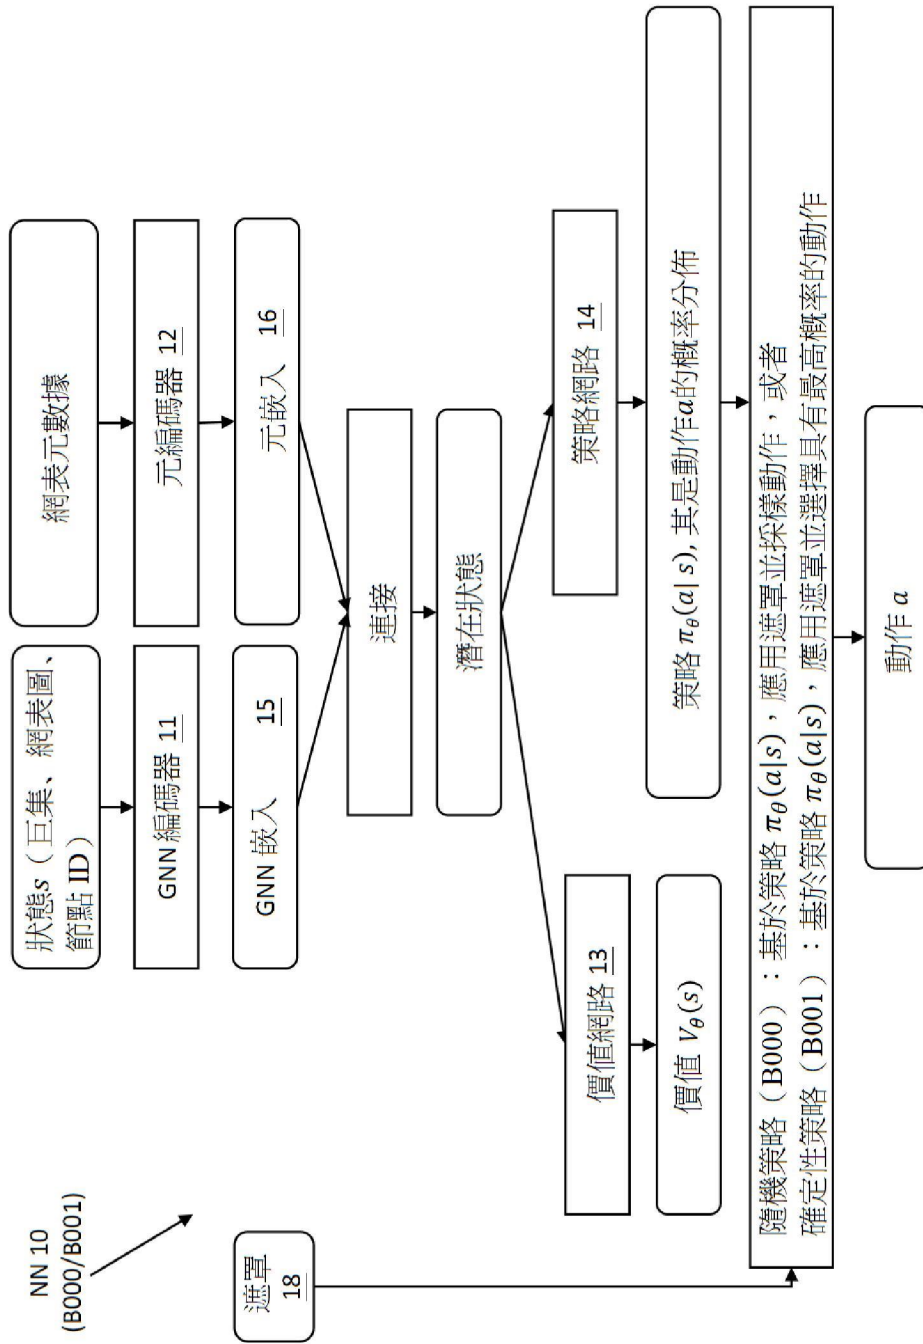 NN 10
(B000/B001)
狀態s（巨集、網表圖、
節點 ID）
網表元數據
GNN 編碼器 11
元編碼器 12
遮罩
18
GNN 嵌入 15
元嵌入 16
連接
潛在狀態
價值網路 13
策略網路 14
價值 V_θ(s)
策略 π_θ(a|s), 其是動作a的概率分佈
隨機策略（B000）：基於策略 π_θ(a|s)，應用遮罩並採樣動作，或者
確定性策略（B001）：基於策略 π_θ(a|s)，應用遮罩並選擇具有最高概率的動作
動作 a